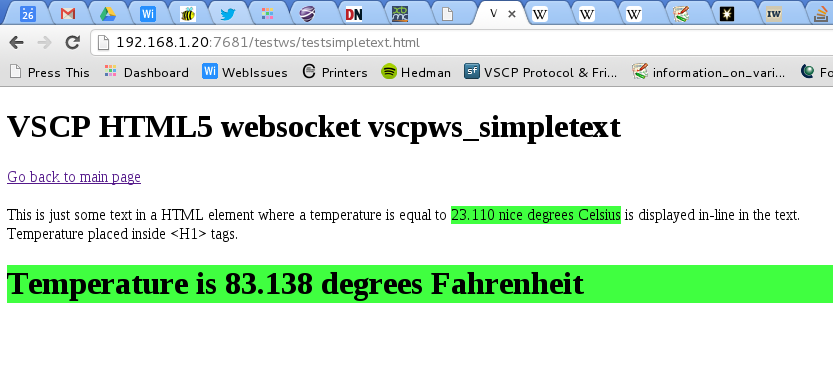 26 Wi DN V × W W W W IW
192.168.1.20:7681/testws/testsimpletext.html
Press This Dashboard Wi WebIssues Printers Hedman sf VSCP Protocol & Fri... information_on_vari... Fo
VSCP HTML5 websocket vscpws_simpletext
Go back to main page
This is just some text in a HTML element where a temperature is equal to 23.110 nice degrees Celsius is displayed in-line in the text.
Temperature placed inside <H1> tags.
Temperature is 83.138 degrees Fahrenheit